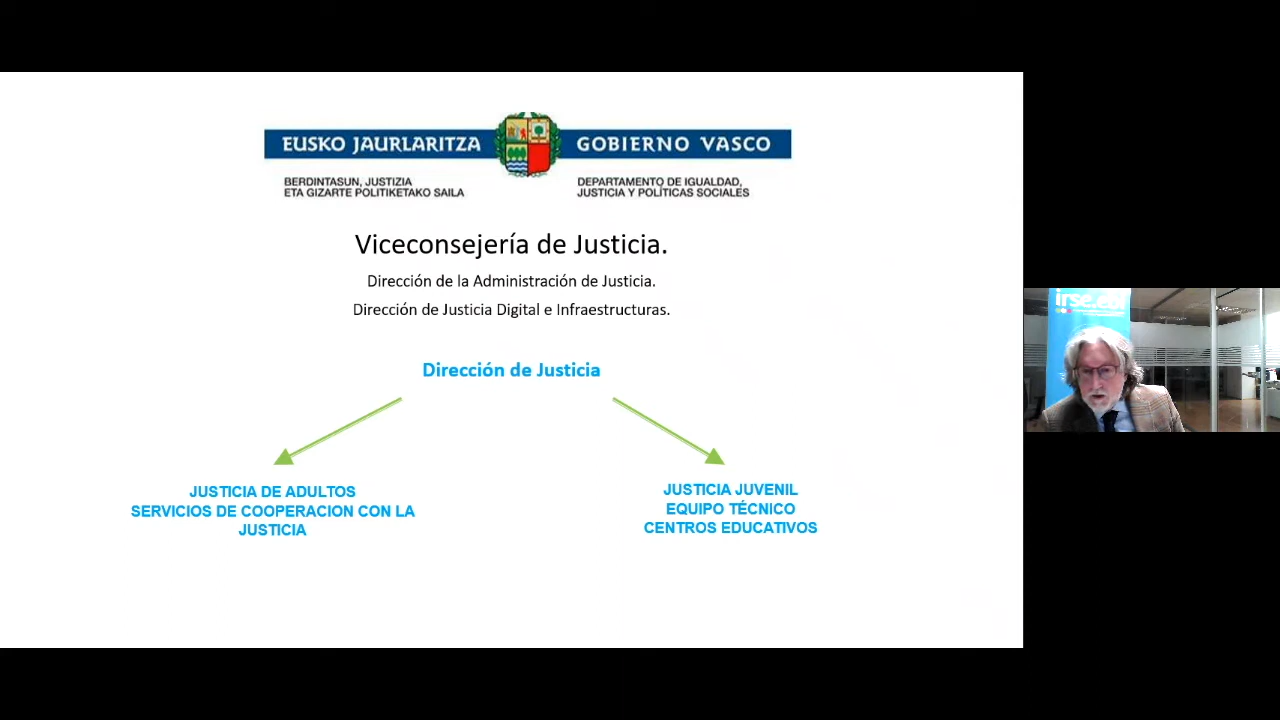 EUSKO JAURLARITZA
GOBIERNO VASCO
BERDINTASUN, JUSTIZIA
ETA GIZARTE POLITIKETAKO SAILA
DEPARTAMENTO DE IGUALDAD,
JUSTICIA Y POLÍTICAS SOCIALES
Viceconsejería de Justicia.
Dirección de la Administración de Justicia.
Dirección de Justicia Digital e Infraestructuras.
Dirección de Justicia
JUSTICIA DE ADULTOS
SERVICIOS DE COOPERACION CON LA
JUSTICIA
JUSTICIA JUVENIL
EQUIPO TÉCNICO
CENTROS EDUCATIVOS